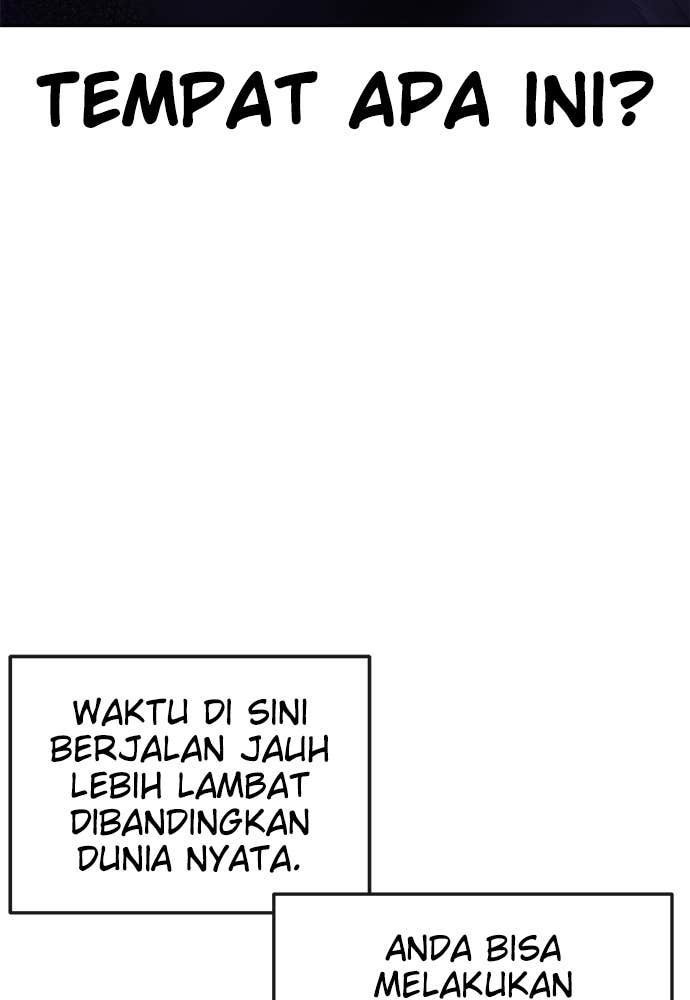 TEMPAT APA INI?
WAKTU DI SINI
BERJALAN JAUH
LEBIH LAMBAT
DIBANDINGKAN
DUNIA NYATA.
ANDA BISA
MELAKUKAN